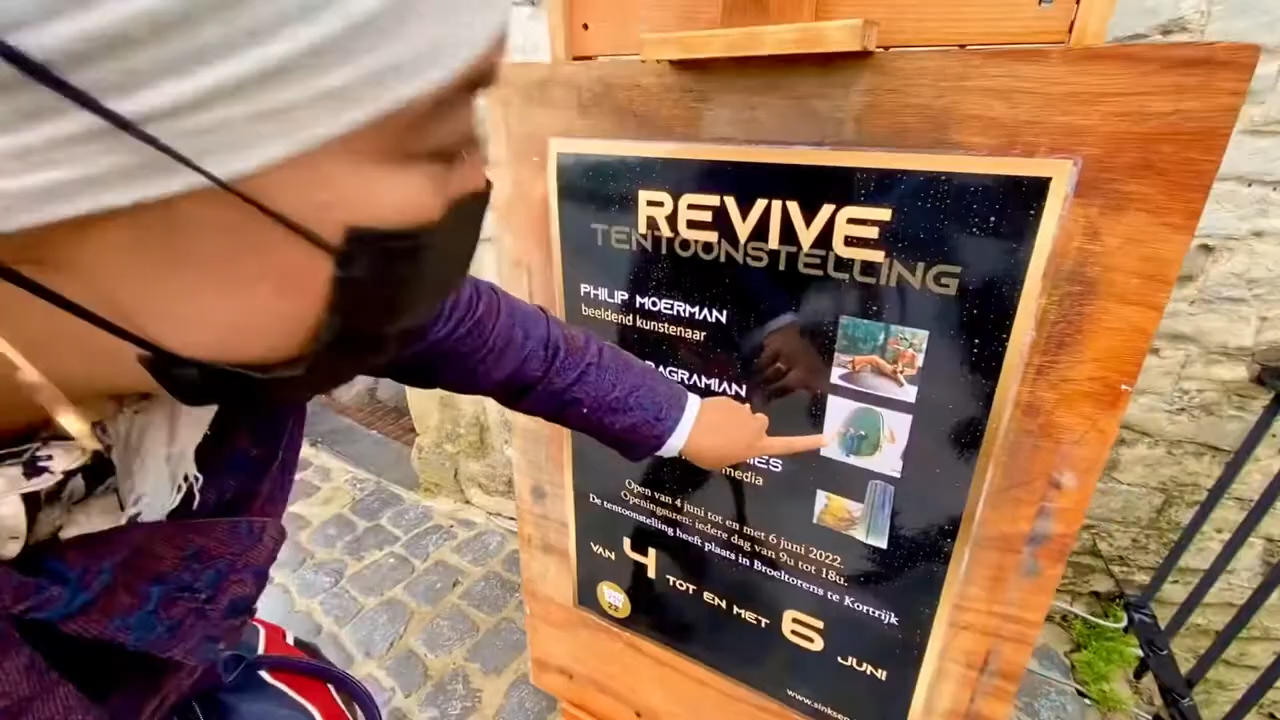 REVIVE
TENTOONSTELLING
PHILIP MOERMAN
beeldend kunstenaar
media
Open van 4 juni tot en met 6 juni 2022.
Openingsuren: iedere dag van 9u tot 18u.
De tentoonstelling heeft plaats in Broeltorens te Kortrijk
VAN 4 TOT EN MET 6 JUNI
22